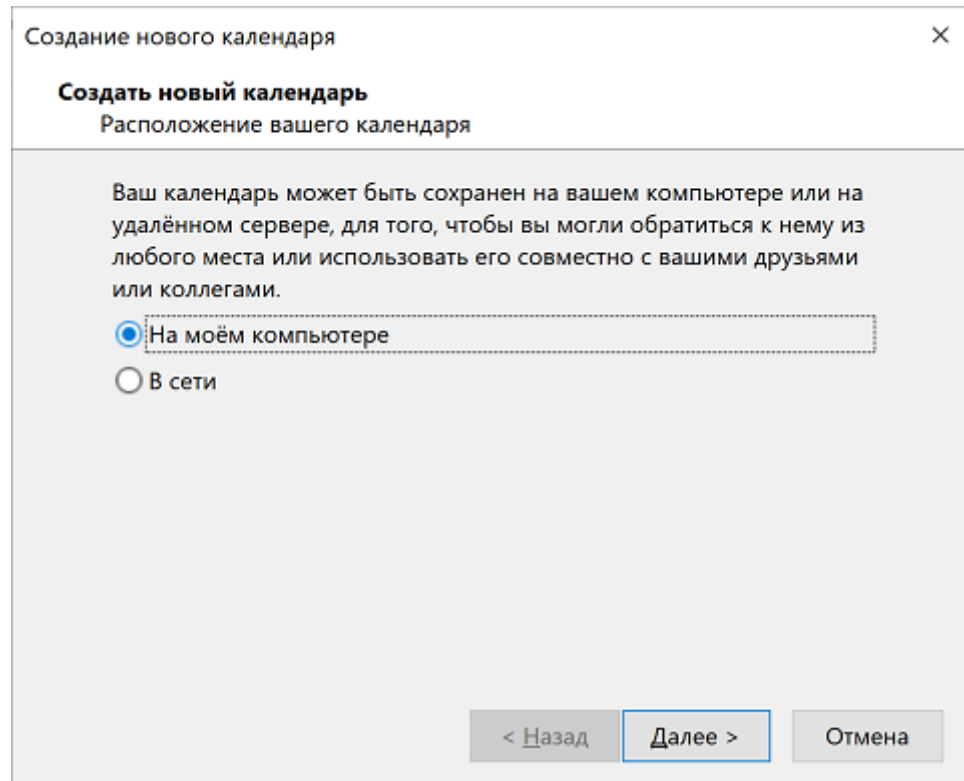 Создание нового календаря
Создать новый календарь
Расположение вашего календаря
Ваш календарь может быть сохранен на вашем компьютере или на
удалённом сервере, для того, чтобы вы могли обратиться к нему из
любого места или использовать его совместно с вашими друзьями
или коллегами.
На моём компьютере
В сети
< Назад Далее > Отмена